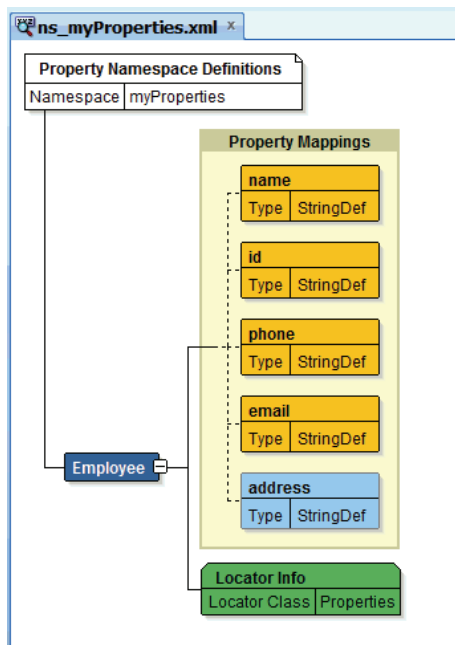 ns_myProperties.xml ×
Property Namespace Definitions
Namespace myProperties
Property Mappings
name
Type StringDef
id
Type StringDef
phone
Type StringDef
email
Type StringDef
Employee
address
Type StringDef
Locator Info
Locator Class Properties